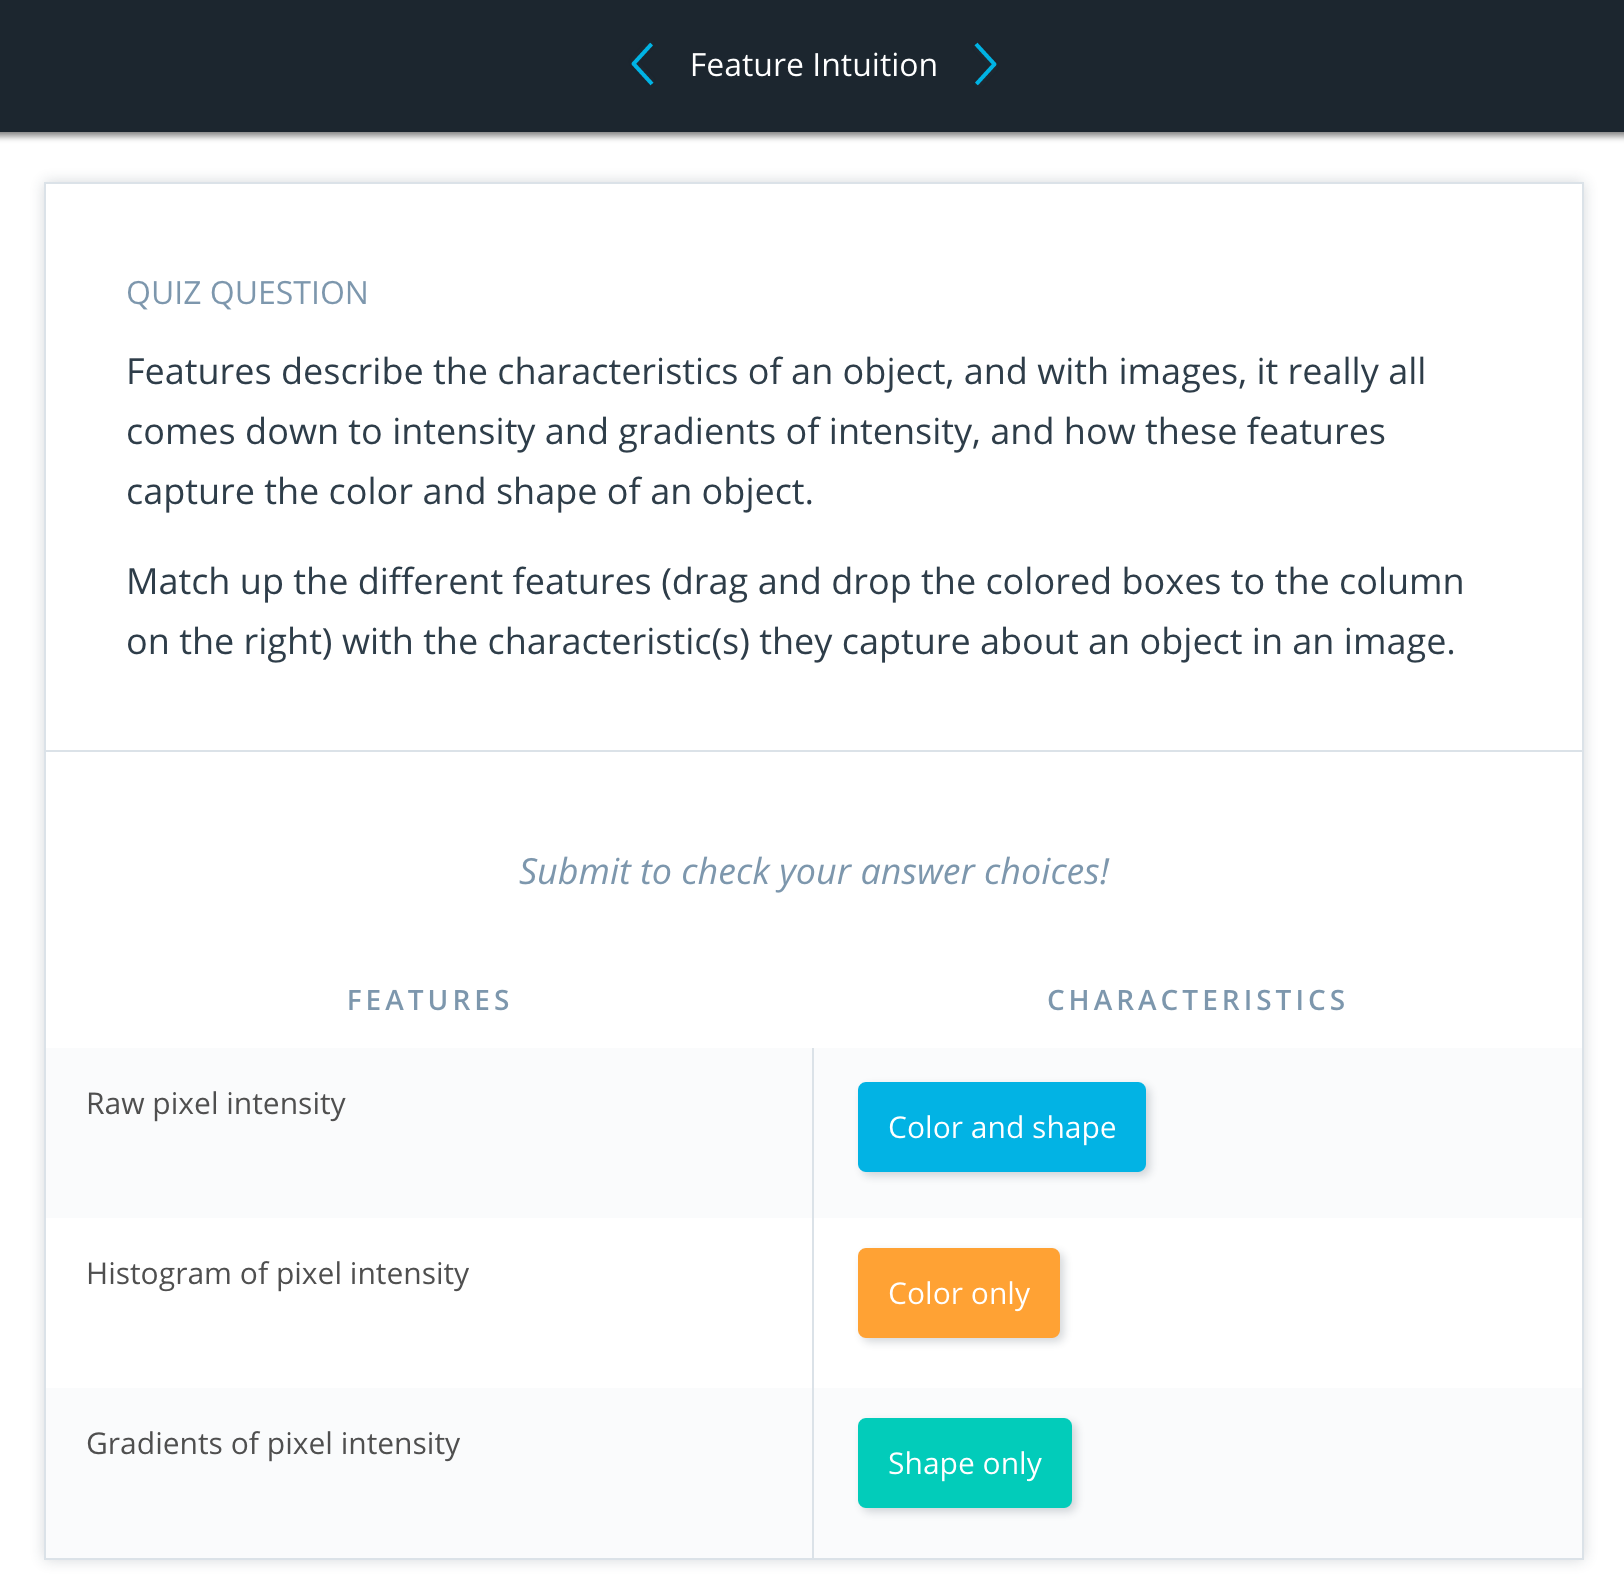 Feature Intuition
QUIZ QUESTION
Features describe the characteristics of an object, and with images, it really all
comes down to intensity and gradients of intensity, and how these features
capture the color and shape of an object.
Match up the different features (drag and drop the colored boxes to the column
on the right) with the characteristic(s) they capture about an object in an image.
Submit to check your answer choices!
FEATURES CHARACTERISTICS
Raw pixel intensity Color and shape
Histogram of pixel intensity Color only
Gradients of pixel intensity Shape only